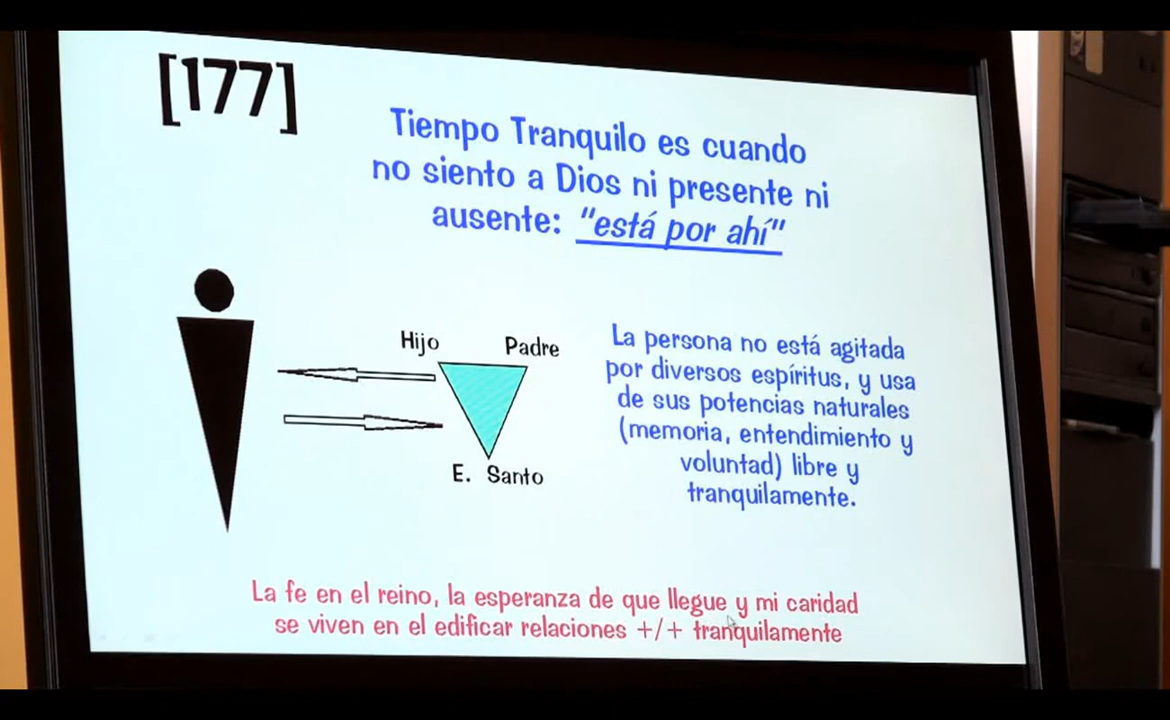 [177]
Tiempo Tranquilo es cuando
no siento a Dios ni presente ni
ausente: "está por ahí"
Hijo
Padre
E. Santo
La persona no está agitada
por diversos espíritus, y usa
de sus potencias naturales
(memoria, entendimiento y
voluntad) libre y
tranquilamente.
La fe en el reino, la esperanza de que llegue y mi caridad
se viven en el edificar relaciones +/+ tranquilamente